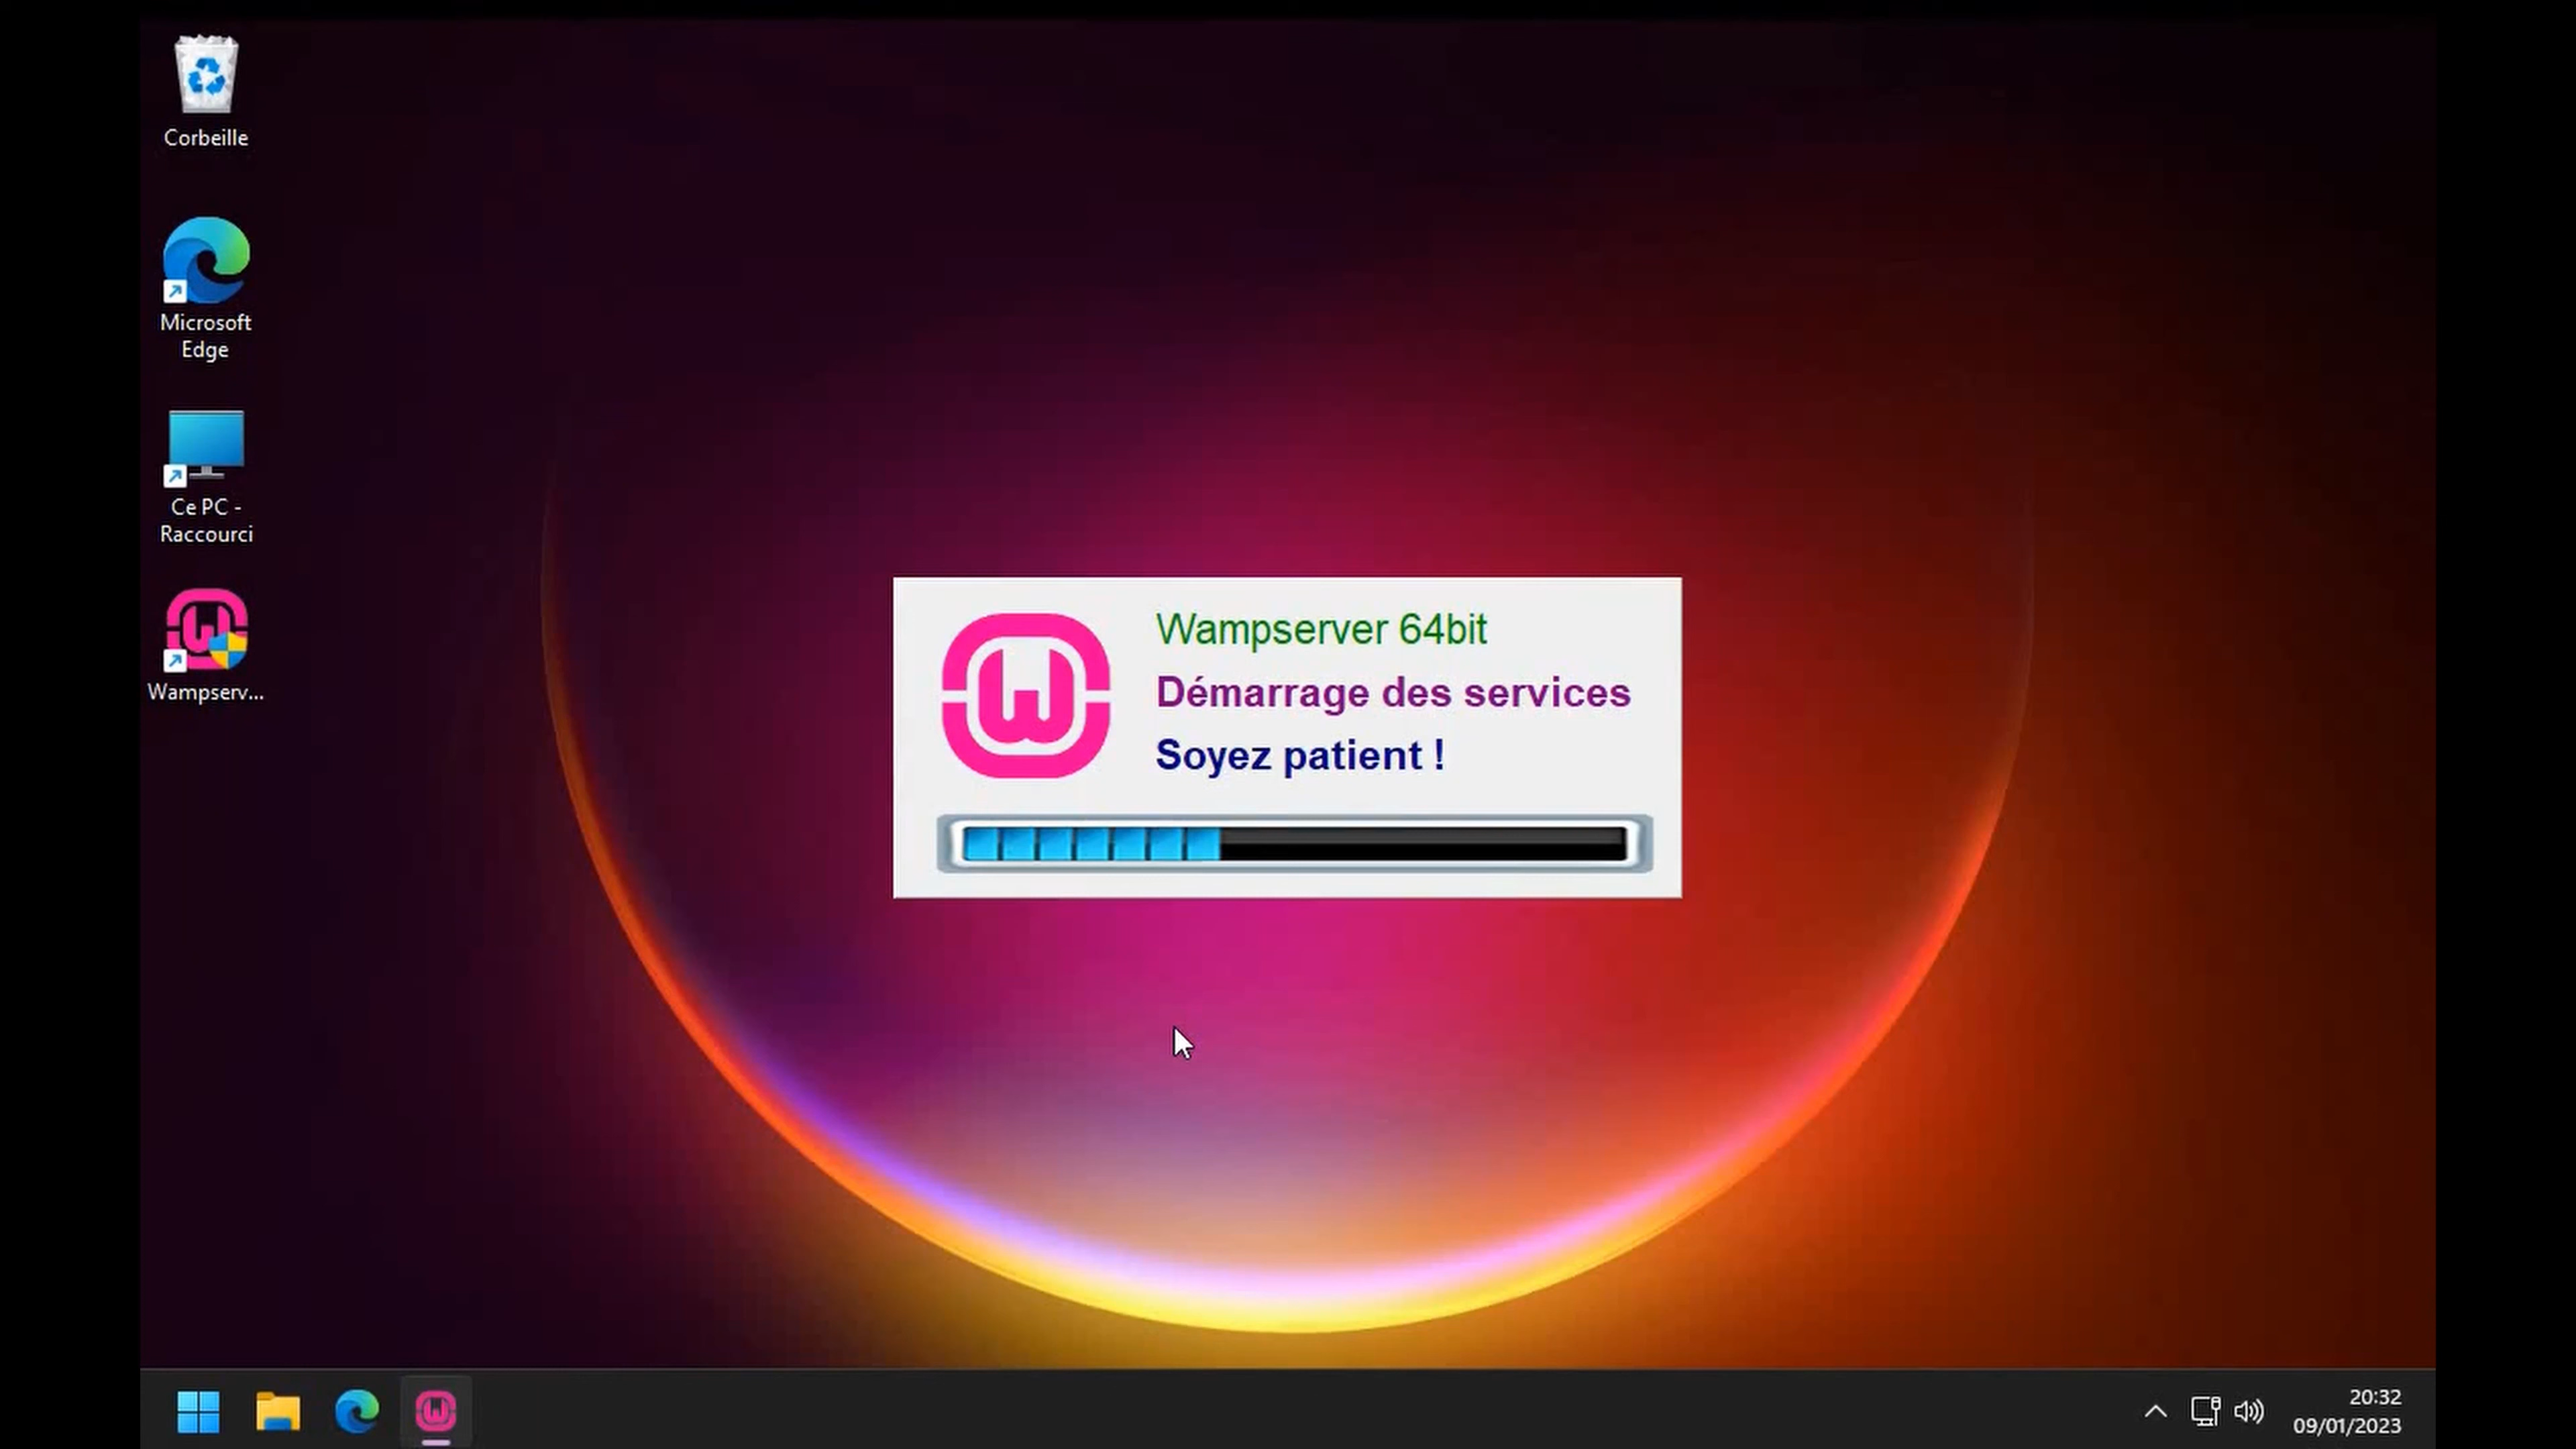 Corbeille
Microsoft
Edge
Ce PC -
Raccourci
Wampserv...
Wampserver 64bit
Démarrage des services
Soyez patient !
20:32
09/01/2023